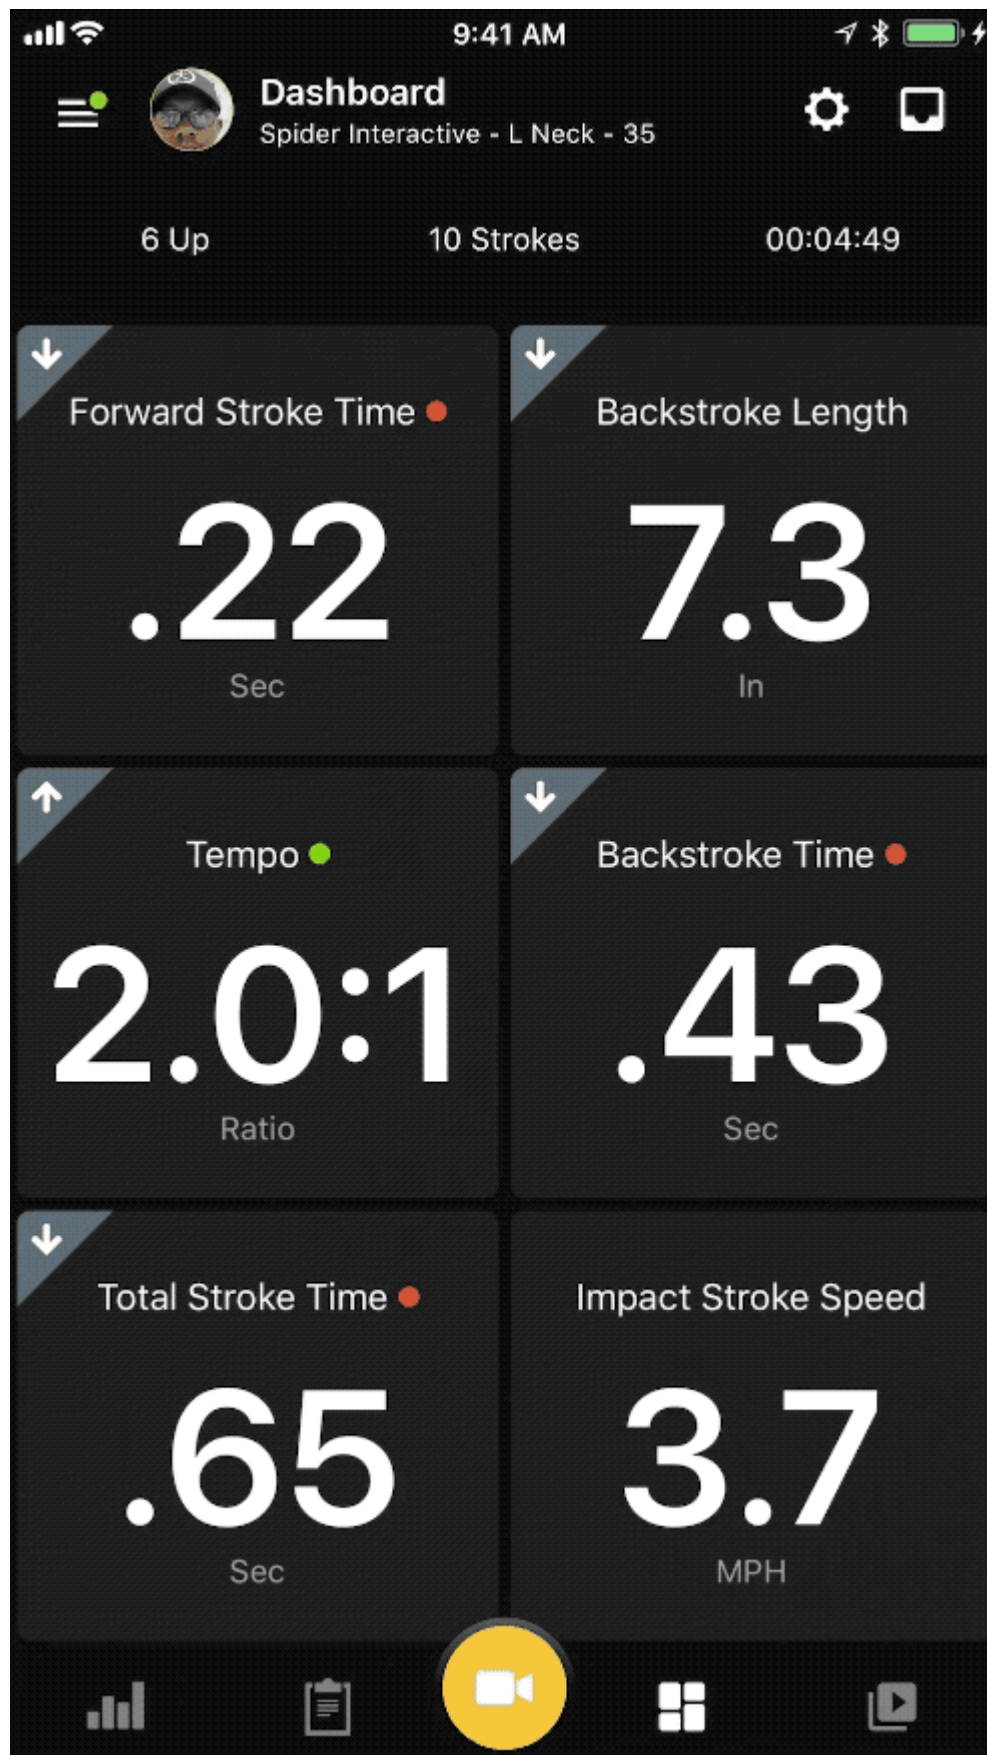 9:41 AM
Dashboard
Spider Interactive - L Neck - 35
6 Up 10 Strokes 00:04:49
Forward Stroke Time
.22
Sec
Backstroke Length
7.3
In
Tempo
2.0:1
Ratio
Backstroke Time
.43
Sec
Total Stroke Time
.65
Sec
Impact Stroke Speed
3.7
MPH